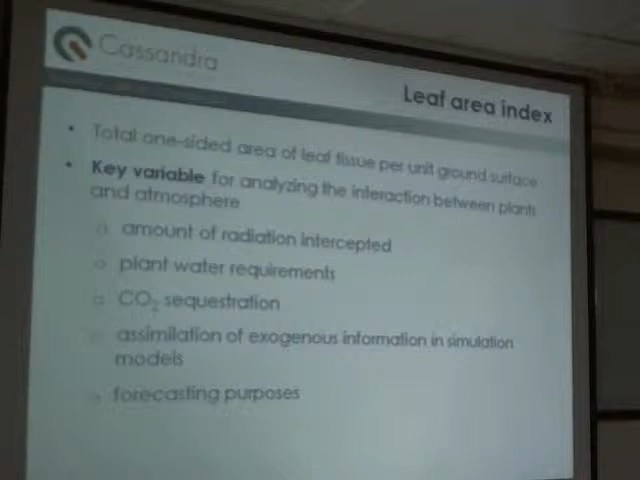 Cassandra
Leaf area index
• Total one-sided area of leaf tissue per unit ground surface
• Key variable for analyzing the interaction between plants
and atmosphere
amount of radiation intercepted
plant water requirements
CO₂ sequestration
assimilation of exogenous information in simulation
models
forecasting purposes